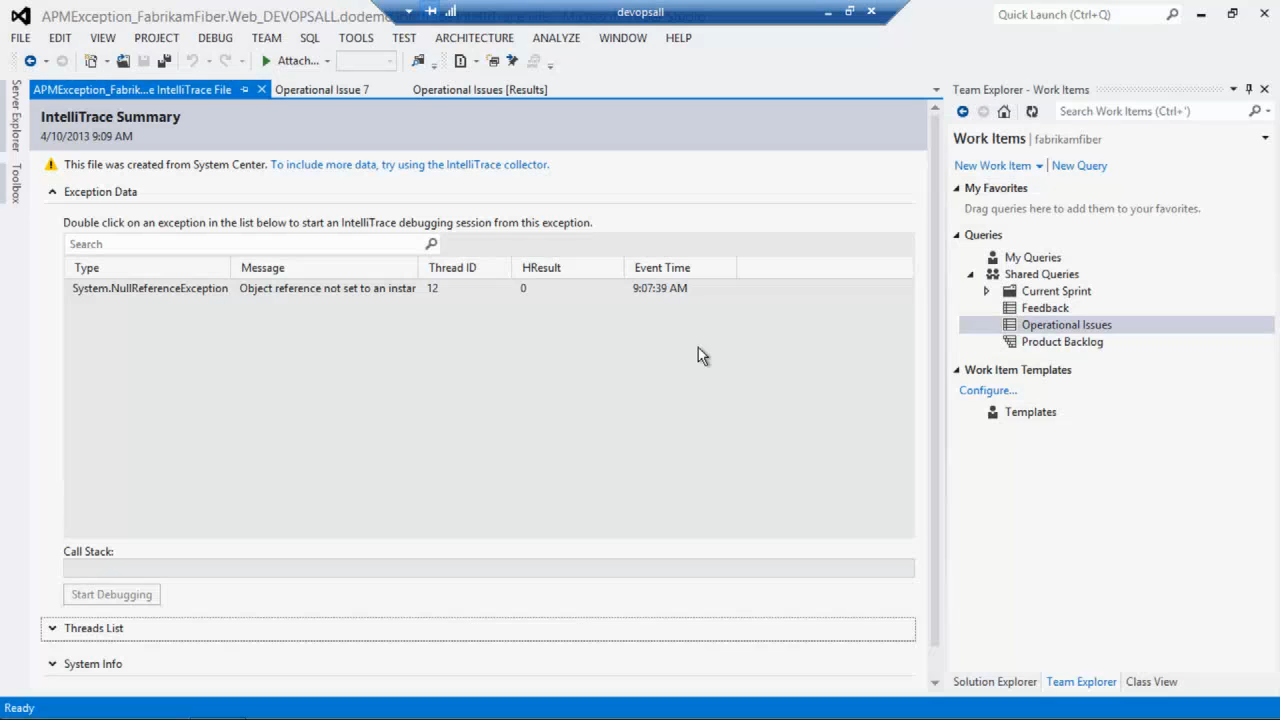 devopsall
APMException_FabrikamFiber.Web_DEVOPSALL.dodemo
Quick Launch (Ctrl+Q)
FILE EDIT VIEW PROJECT DEBUG TEAM SQL TOOLS TEST ARCHITECTURE ANALYZE WINDOW HELP
Attach...
Server Explorer
Toolbox
APMException_Fabrik...e IntelliTrace File
Operational Issue 7
Operational Issues [Results]
IntelliTrace Summary
4/10/2013 9:09 AM
This file was created from System Center. To include more data, try using the IntelliTrace collector.
Exception Data
Double click on an exception in the list below to start an IntelliTrace debugging session from this exception.
Search
Type Message Thread ID HResult Event Time
System.NullReferenceException Object reference not set to an instar 12 0 9:07:39 AM
Call Stack:
Start Debugging
Threads List
System Info
Team Explorer - Work Items
Search Work Items (Ctrl+')
Work Items | fabrikamfiber
New Work Item | New Query
My Favorites
Drag queries here to add them to your favorites.
Queries
My Queries
Shared Queries
Current Sprint
Feedback
Operational Issues
Product Backlog
Work Item Templates
Configure...
Templates
Solution Explorer Team Explorer Class View
Ready